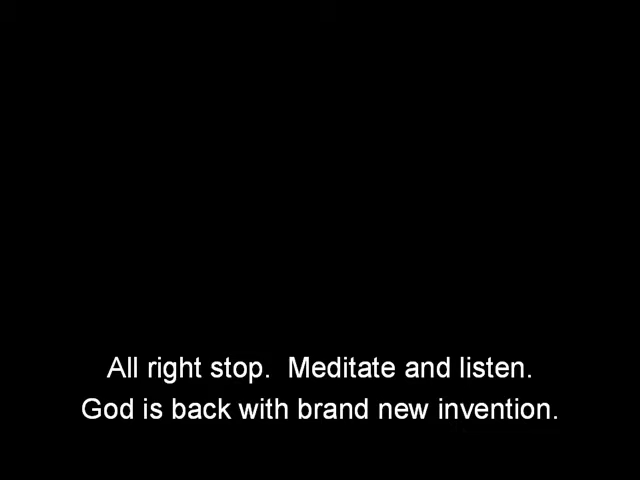 All right stop.  Meditate and listen.
God is back with brand new invention.